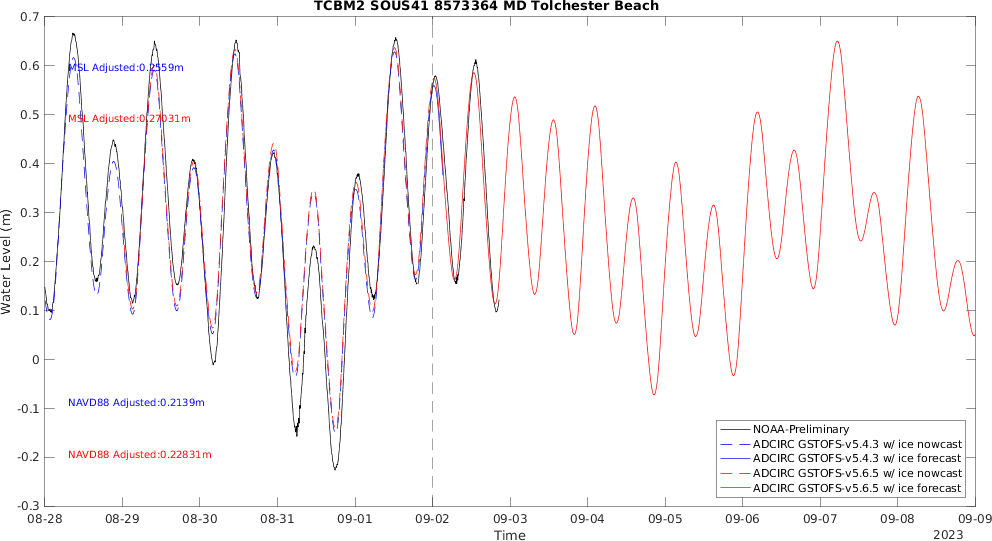 TCBM2 SOUS41 8573364 MD Tolchester Beach
0.7
0.6
0.5
0.4
0.3
0.2
0.1
0
-0.1
-0.2
-0.3
Water Level (m)
MSL Adjusted:0.2559m
MSL Adjusted:0.27031m
NAVD88 Adjusted:0.2139m
NAVD88 Adjusted:0.22831m
NOAA-Preliminary
ADCIRC GSTOFS-v5.4.3 w/ ice nowcast
ADCIRC GSTOFS-v5.4.3 w/ ice forecast
ADCIRC GSTOFS-v5.6.5 w/ ice nowcast
ADCIRC GSTOFS-v5.6.5 w/ ice forecast
08-28 08-29 08-30 08-31 09-01 09-02 09-03 09-04 09-05 09-06 09-07 09-08 09-09
Time
2023